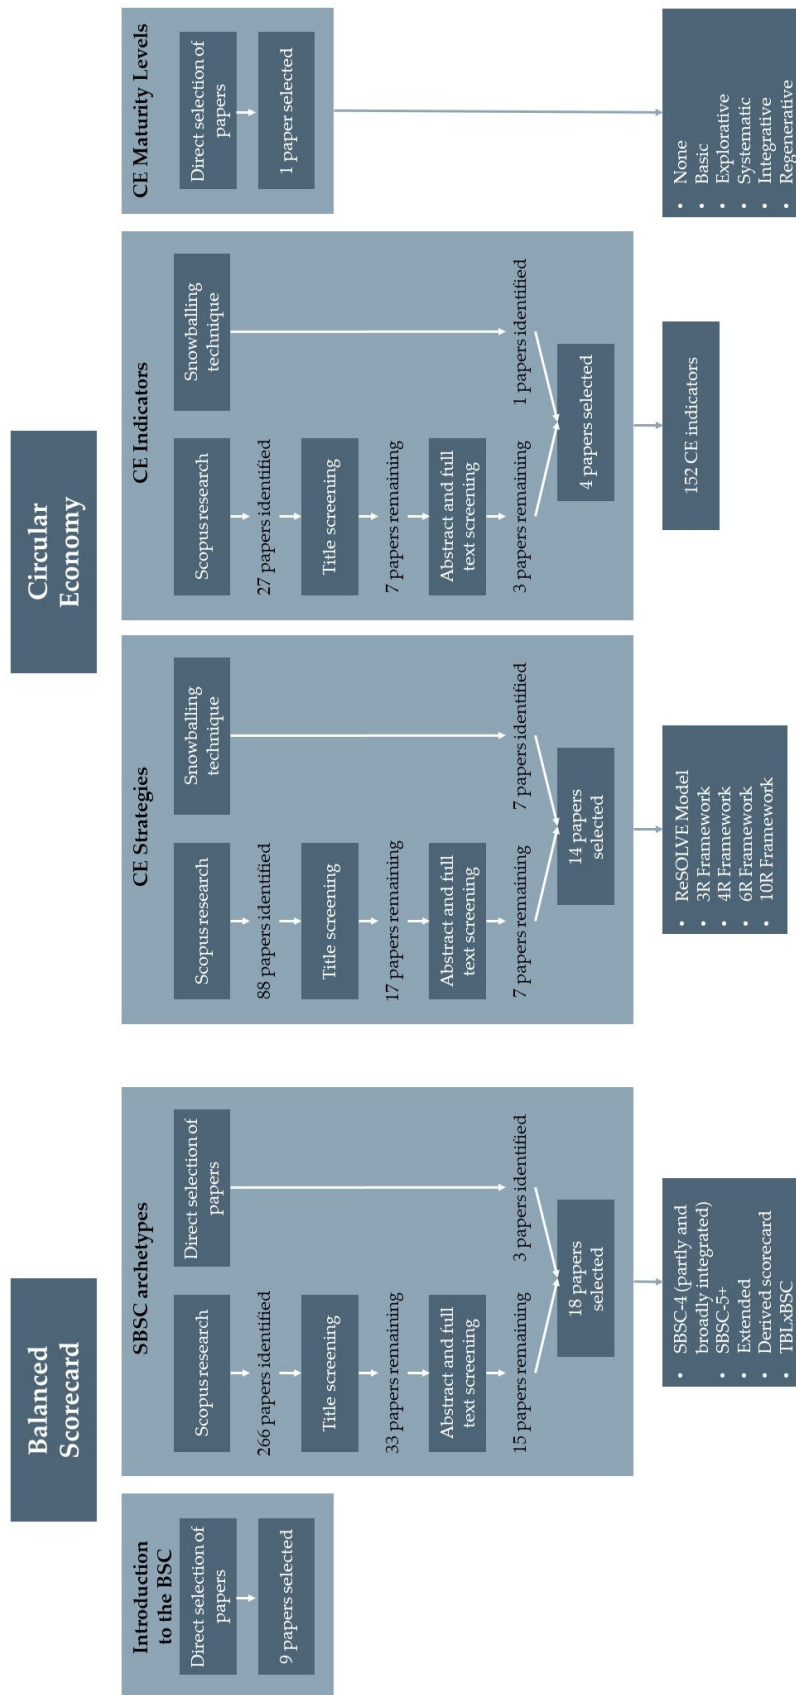 Balanced
Scorecard
Introduction
to the BSC
Direct selection of
papers
9 papers selected
SBSC archetypes
Scopus research
266 papers identified
Title screening
33 papers remaining
Abstract and full
text screening
15 papers remaining
Direct selection of
papers
3 papers identified
18 papers
selected
• SBSC-4 (partly and
broadly integrated)
• SBSC-5+
• Extended
• Derived scorecard
• TBLxBSC
Circular
Economy
CE Strategies
Scopus research
88 papers identified
Title screening
17 papers remaining
Abstract and full
text screening
7 papers remaining
Snowballing
technique
7 papers identified
14 papers
selected
• ReSOLVE Model
• 3R Framework
• 4R Framework
• 6R Framework
• 10R Framework
CE Indicators
Scopus research
27 papers identified
Title screening
7 papers remaining
Abstract and full
text screening
3 papers remaining
Snowballing
technique
1 papers identified
4 papers selected
152 CE indicators
CE Maturity Levels
Direct selection of
papers
1 paper selected
• None
• Basic
• Explorative
• Systematic
• Integrative
• Regenerative